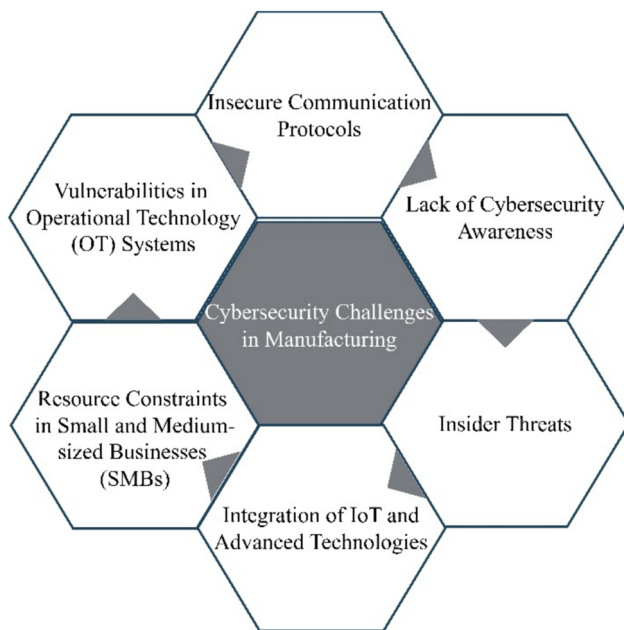 Insecure Communication
Protocols
Vulnerabilities in
Operational Technology
(OT) Systems
Lack of Cybersecurity
Awareness
Cybersecurity Challenges
in Manufacturing
Resource Constraints
in Small and Medium-
sized Businesses
(SMBs)
Insider Threats
Integration of IoT and
Advanced Technologies